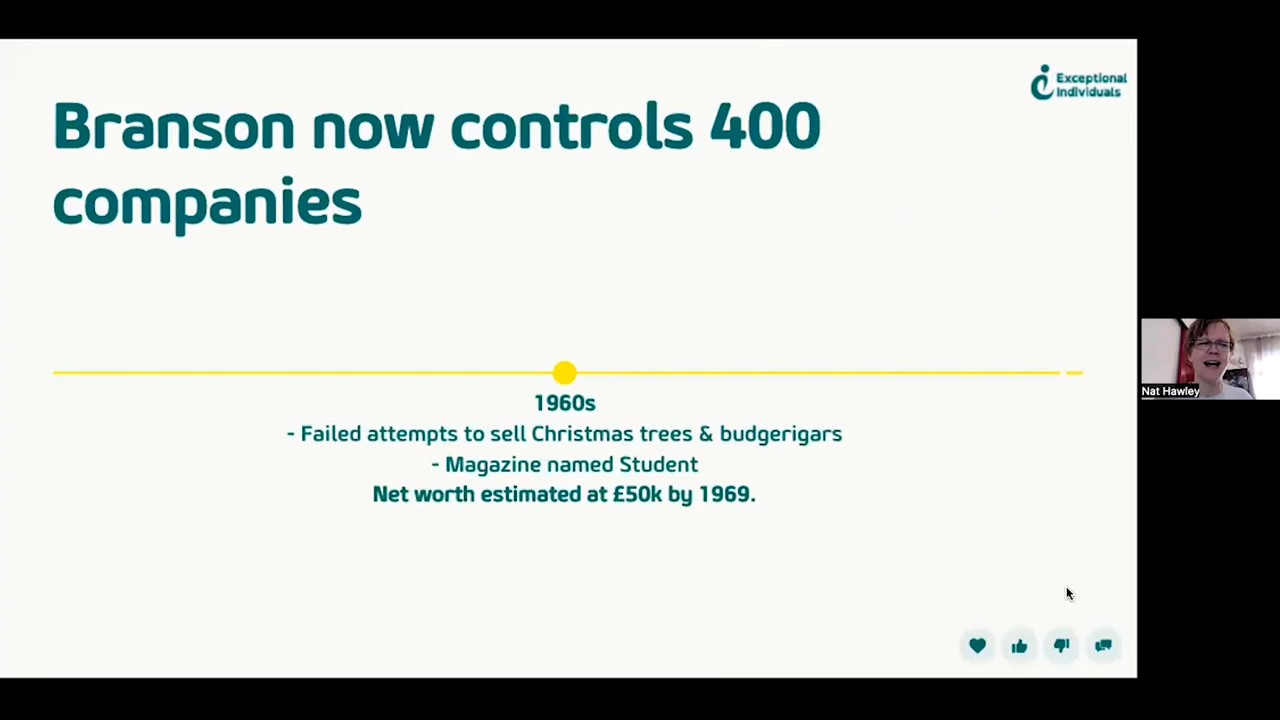 Exceptional
Individuals
Branson now controls 400
companies
1960s
- Failed attempts to sell Christmas trees & budgerigars
- Magazine named Student
Net worth estimated at £50k by 1969.
Nat Hawley